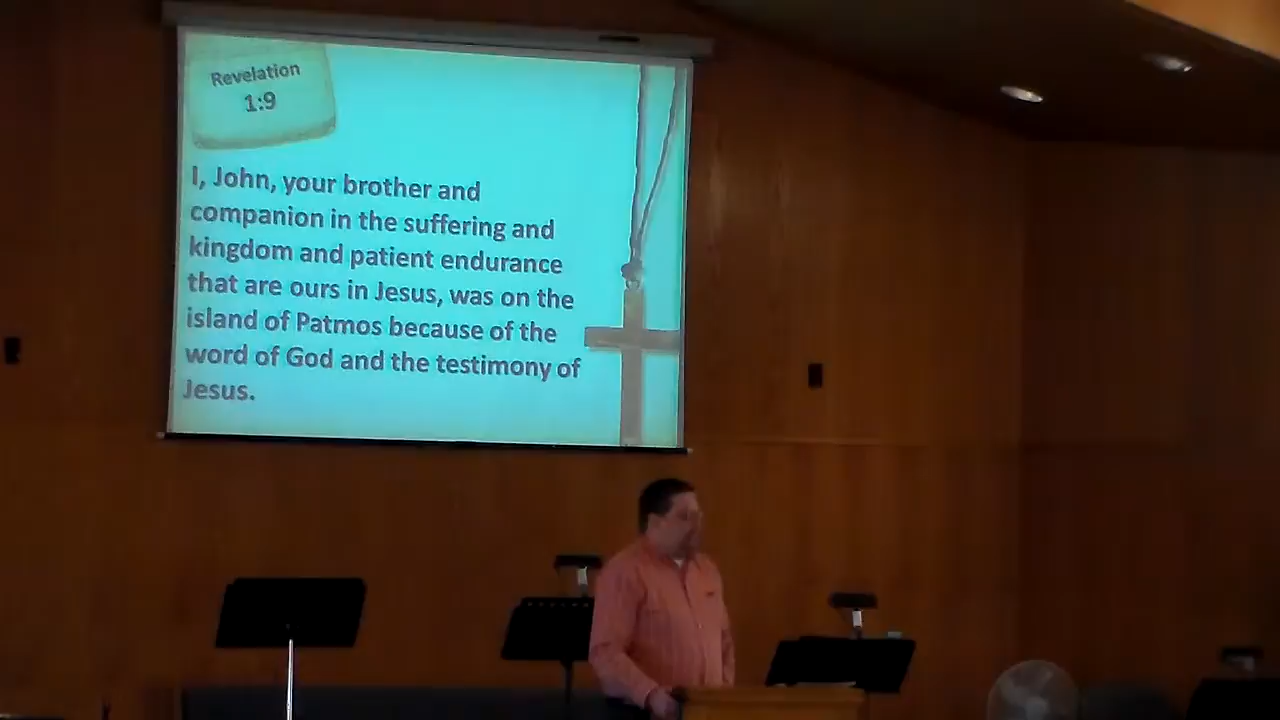 Revelation
1:9
I, John, your brother and
companion in the suffering and
kingdom and patient endurance
that are ours in Jesus, was on the
island of Patmos because of the
word of God and the testimony of
Jesus.